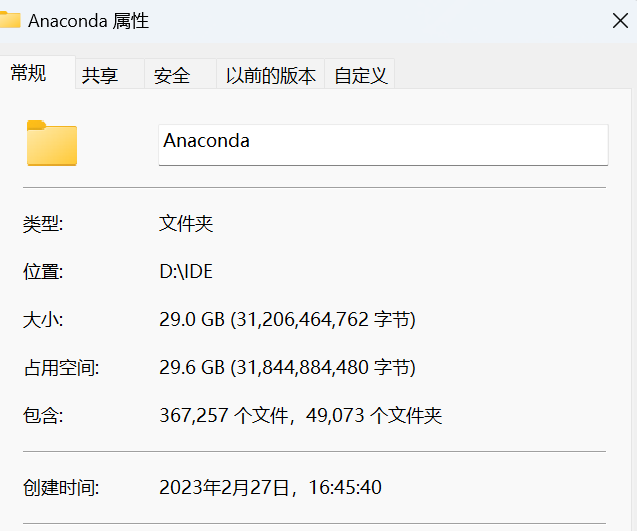 Anaconda 属性
常规 共享 安全 以前的版本 自定义
Anaconda
类型: 文件夹
位置: D:\IDE
大小: 29.0 GB (31,206,464,762 字节)
占用空间: 29.6 GB (31,844,884,480 字节)
包含: 367,257 个文件，49,073 个文件夹
创建时间: 2023年2月27日，16:45:40